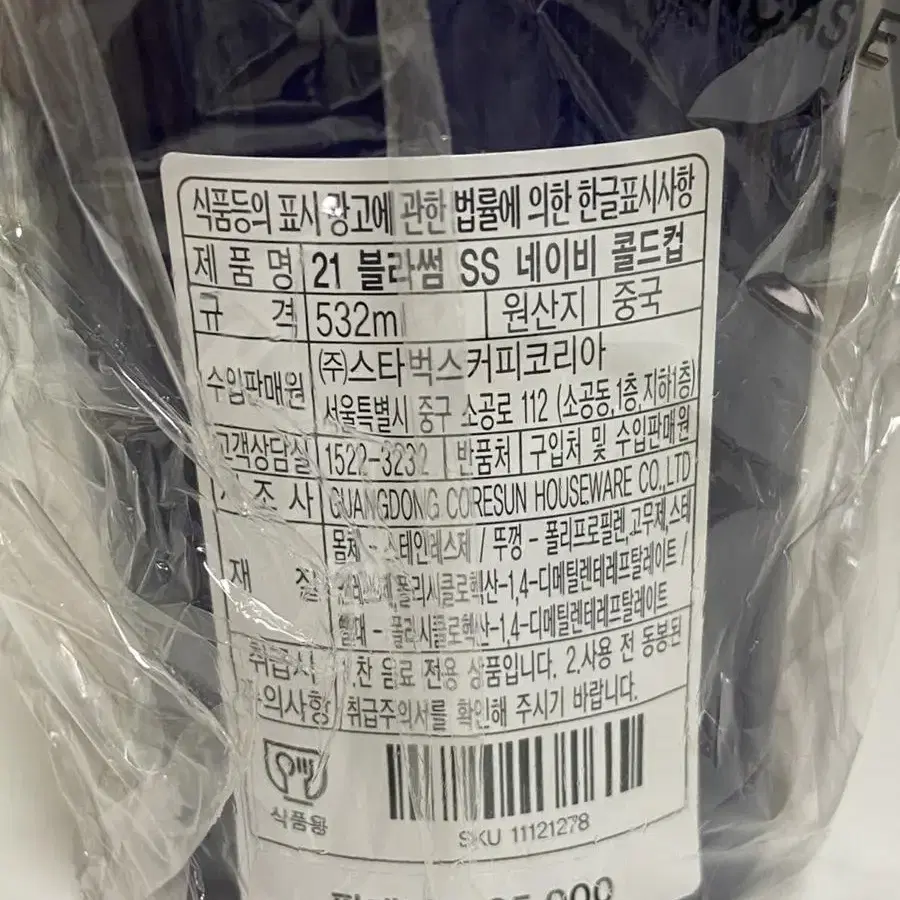 CASE
식품등의 표시 광고에 관한 법률에 의한 한글표시사항
제 품 명 21 블라썸 SS 네이비 콜드컵
규 격 532ml 원산지 중국
수입판매원 (주)스타벅스커피코리아
서울특별시 중구 소공로 112 (소공동,1층,지하1층)
고객상담실 1522-3232 반품처 구입처 및 수입판매원
제 조 사 GUANGDONG CORESUN HOUSEWARE CO.,LTD
몸체 - 스테인레스제 / 뚜껑 - 폴리프로필렌,고무제,스테
재 질 인레스제,폴리시클로헥산-1,4-디메틸렌테레프탈레이트 /
빨대 - 폴리시클로헥산-1,4-디메틸렌테레프탈레이트
취급시 1.찬 음료 전용 상품입니다. 2.사용 전 동봉된
주의사항 취급주의서를 확인해 주시기 바랍니다.
식품용
SKU 11121278